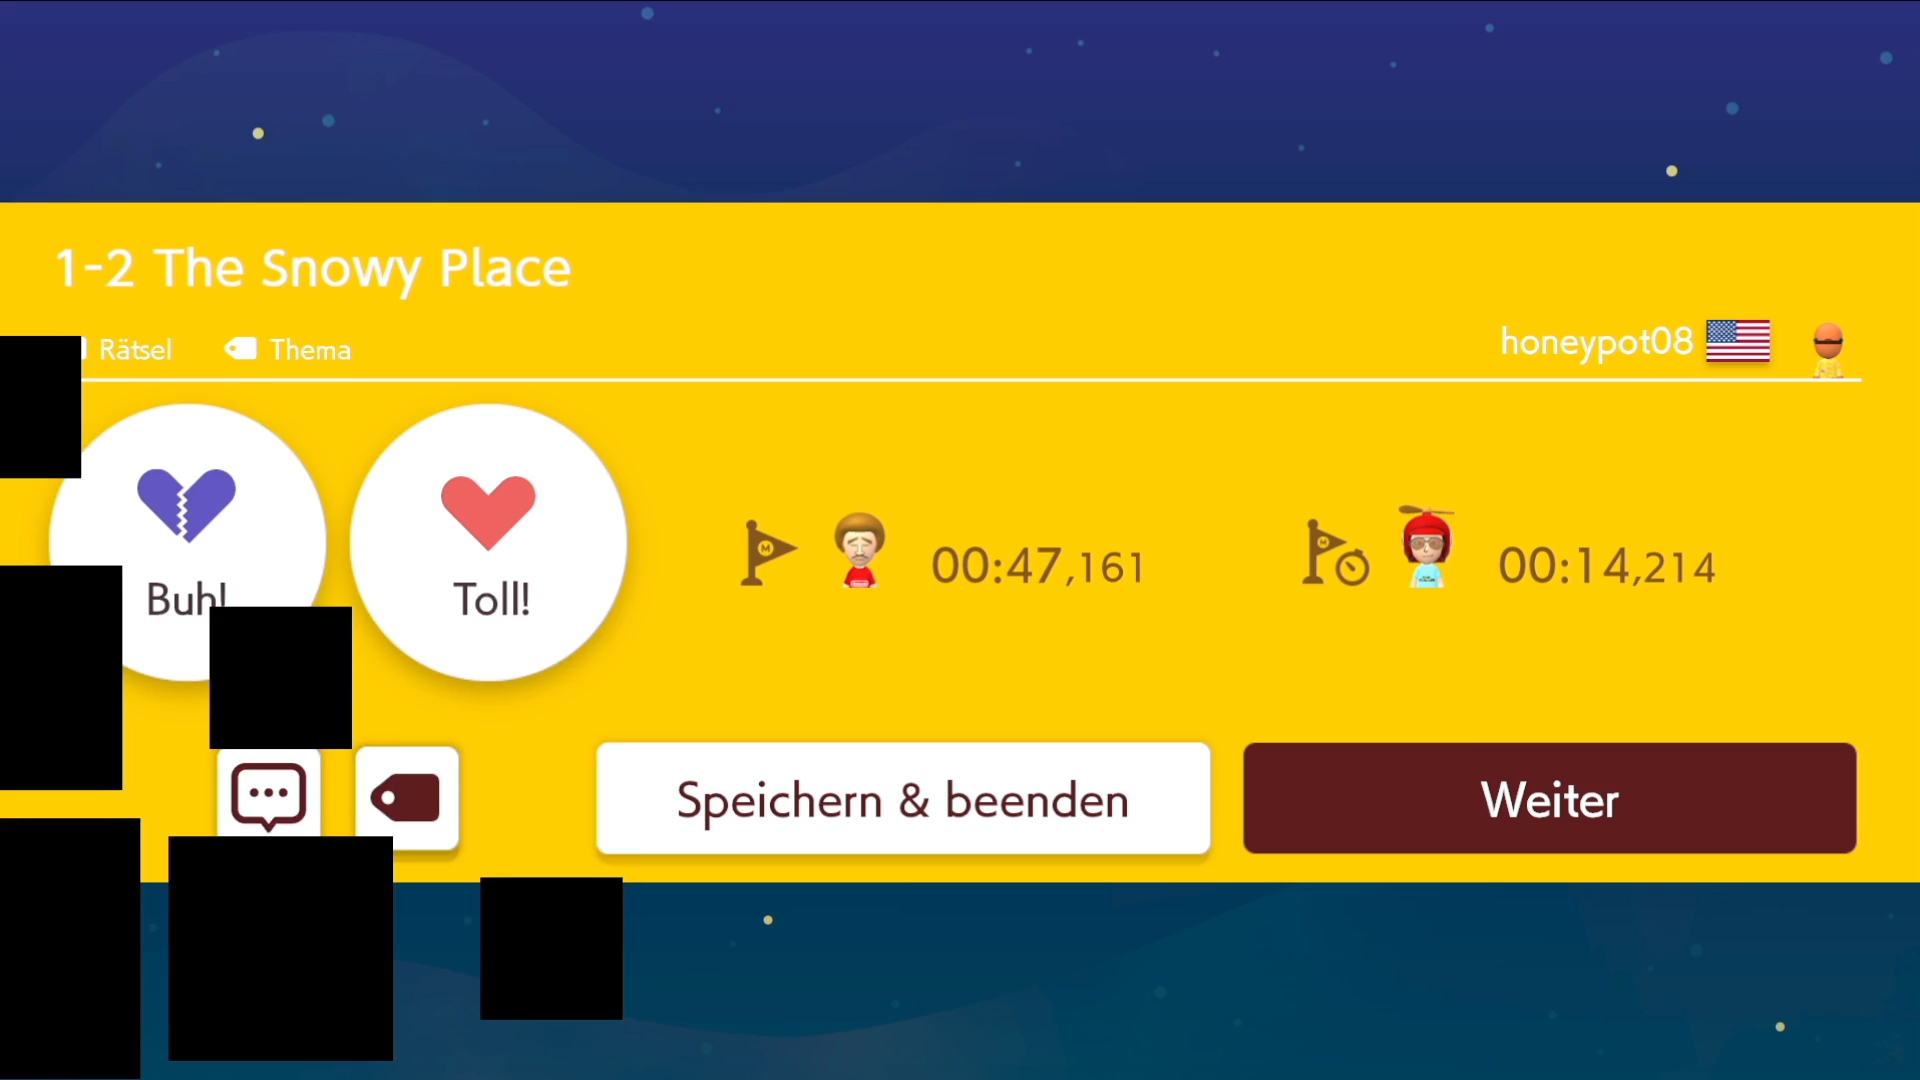 1-2 The Snowy Place
Rätsel Thema
honeypot08
Buh!
Toll!
00:47,161
00:14,214
Speichern & beenden
Weiter